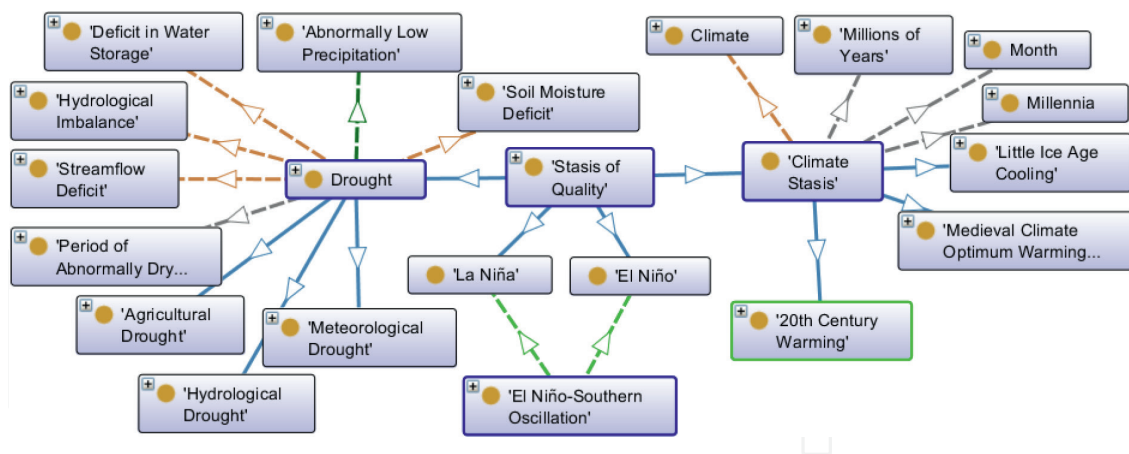 'Deficit in Water
Storage'
'Abnormally Low
Precipitation'
Climate
'Millions of
Years'
Month
'Hydrological
Imbalance'
'Soil Moisture
Deficit'
Millennia
'Streamflow
Deficit'
Drought
'Stasis of
Quality'
'Climate
Stasis'
'Little Ice Age
Cooling'
'Period of
Abnormally Dry...
'Medieval Climate
Optimum Warming...
'La Niña'
'El Niño'
'Agricultural
Drought'
'Meteorological
Drought'
'20th Century
Warming'
'Hydrological
Drought'
'El Niño-Southern
Oscillation'